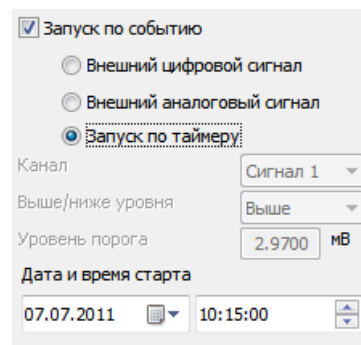 Запуск по событию
Внешний цифровой сигнал
Внешний аналоговый сигнал
Запуск по таймеру
Канал Сигнал 1
Выше/ниже уровня Выше
Уровень порога 2.9700 мВ
Дата и время старта
07.07.2011 10:15:00